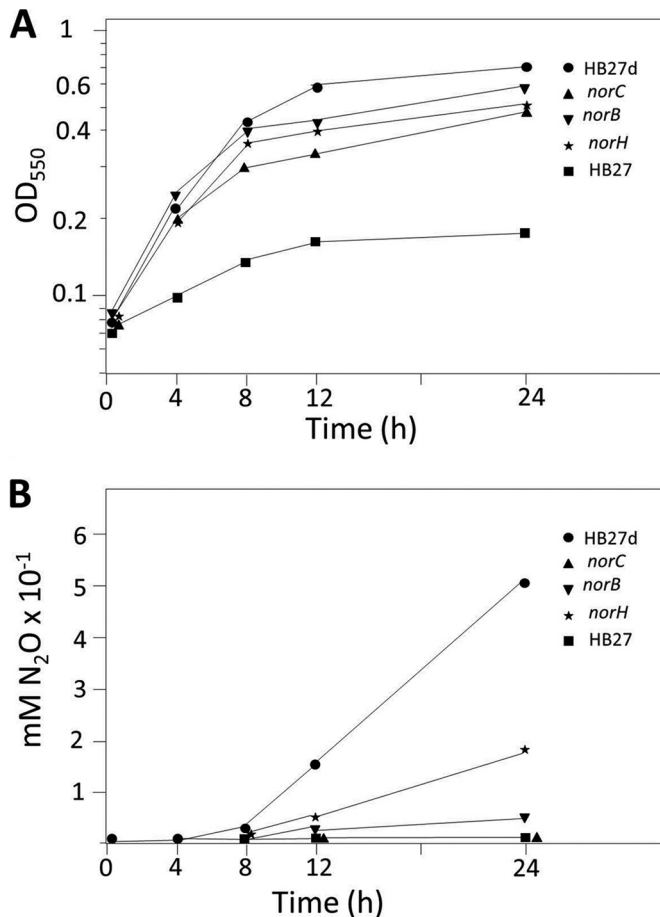 A
OD550
1
0.6
0.4
0.2
0.1
HB27d
norC
norB
norH
HB27
0 4 8 12 24
Time (h)
B
mM N2O x 10-1
6
5
4
3
2
1
HB27d
norC
norB
norH
HB27
0 4 8 12 24
Time (h)